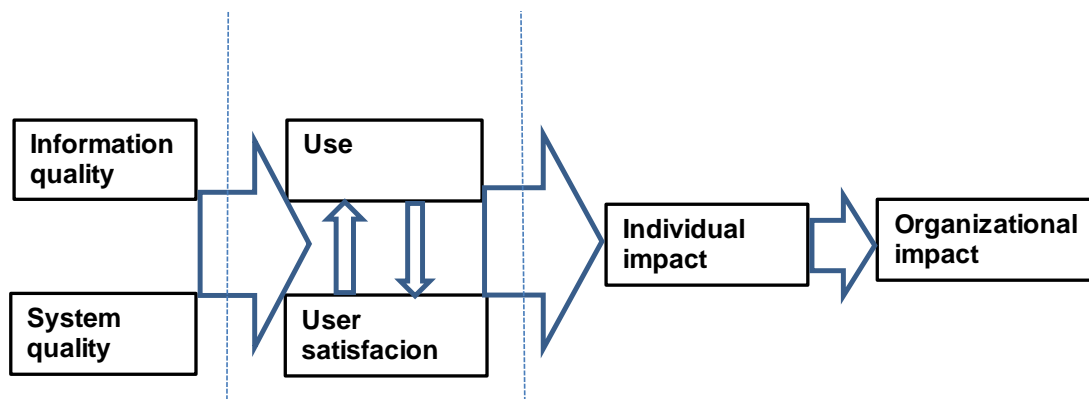 Information
quality
System
quality
Use
User
satisfacion
Individual
impact
Organizational
impact